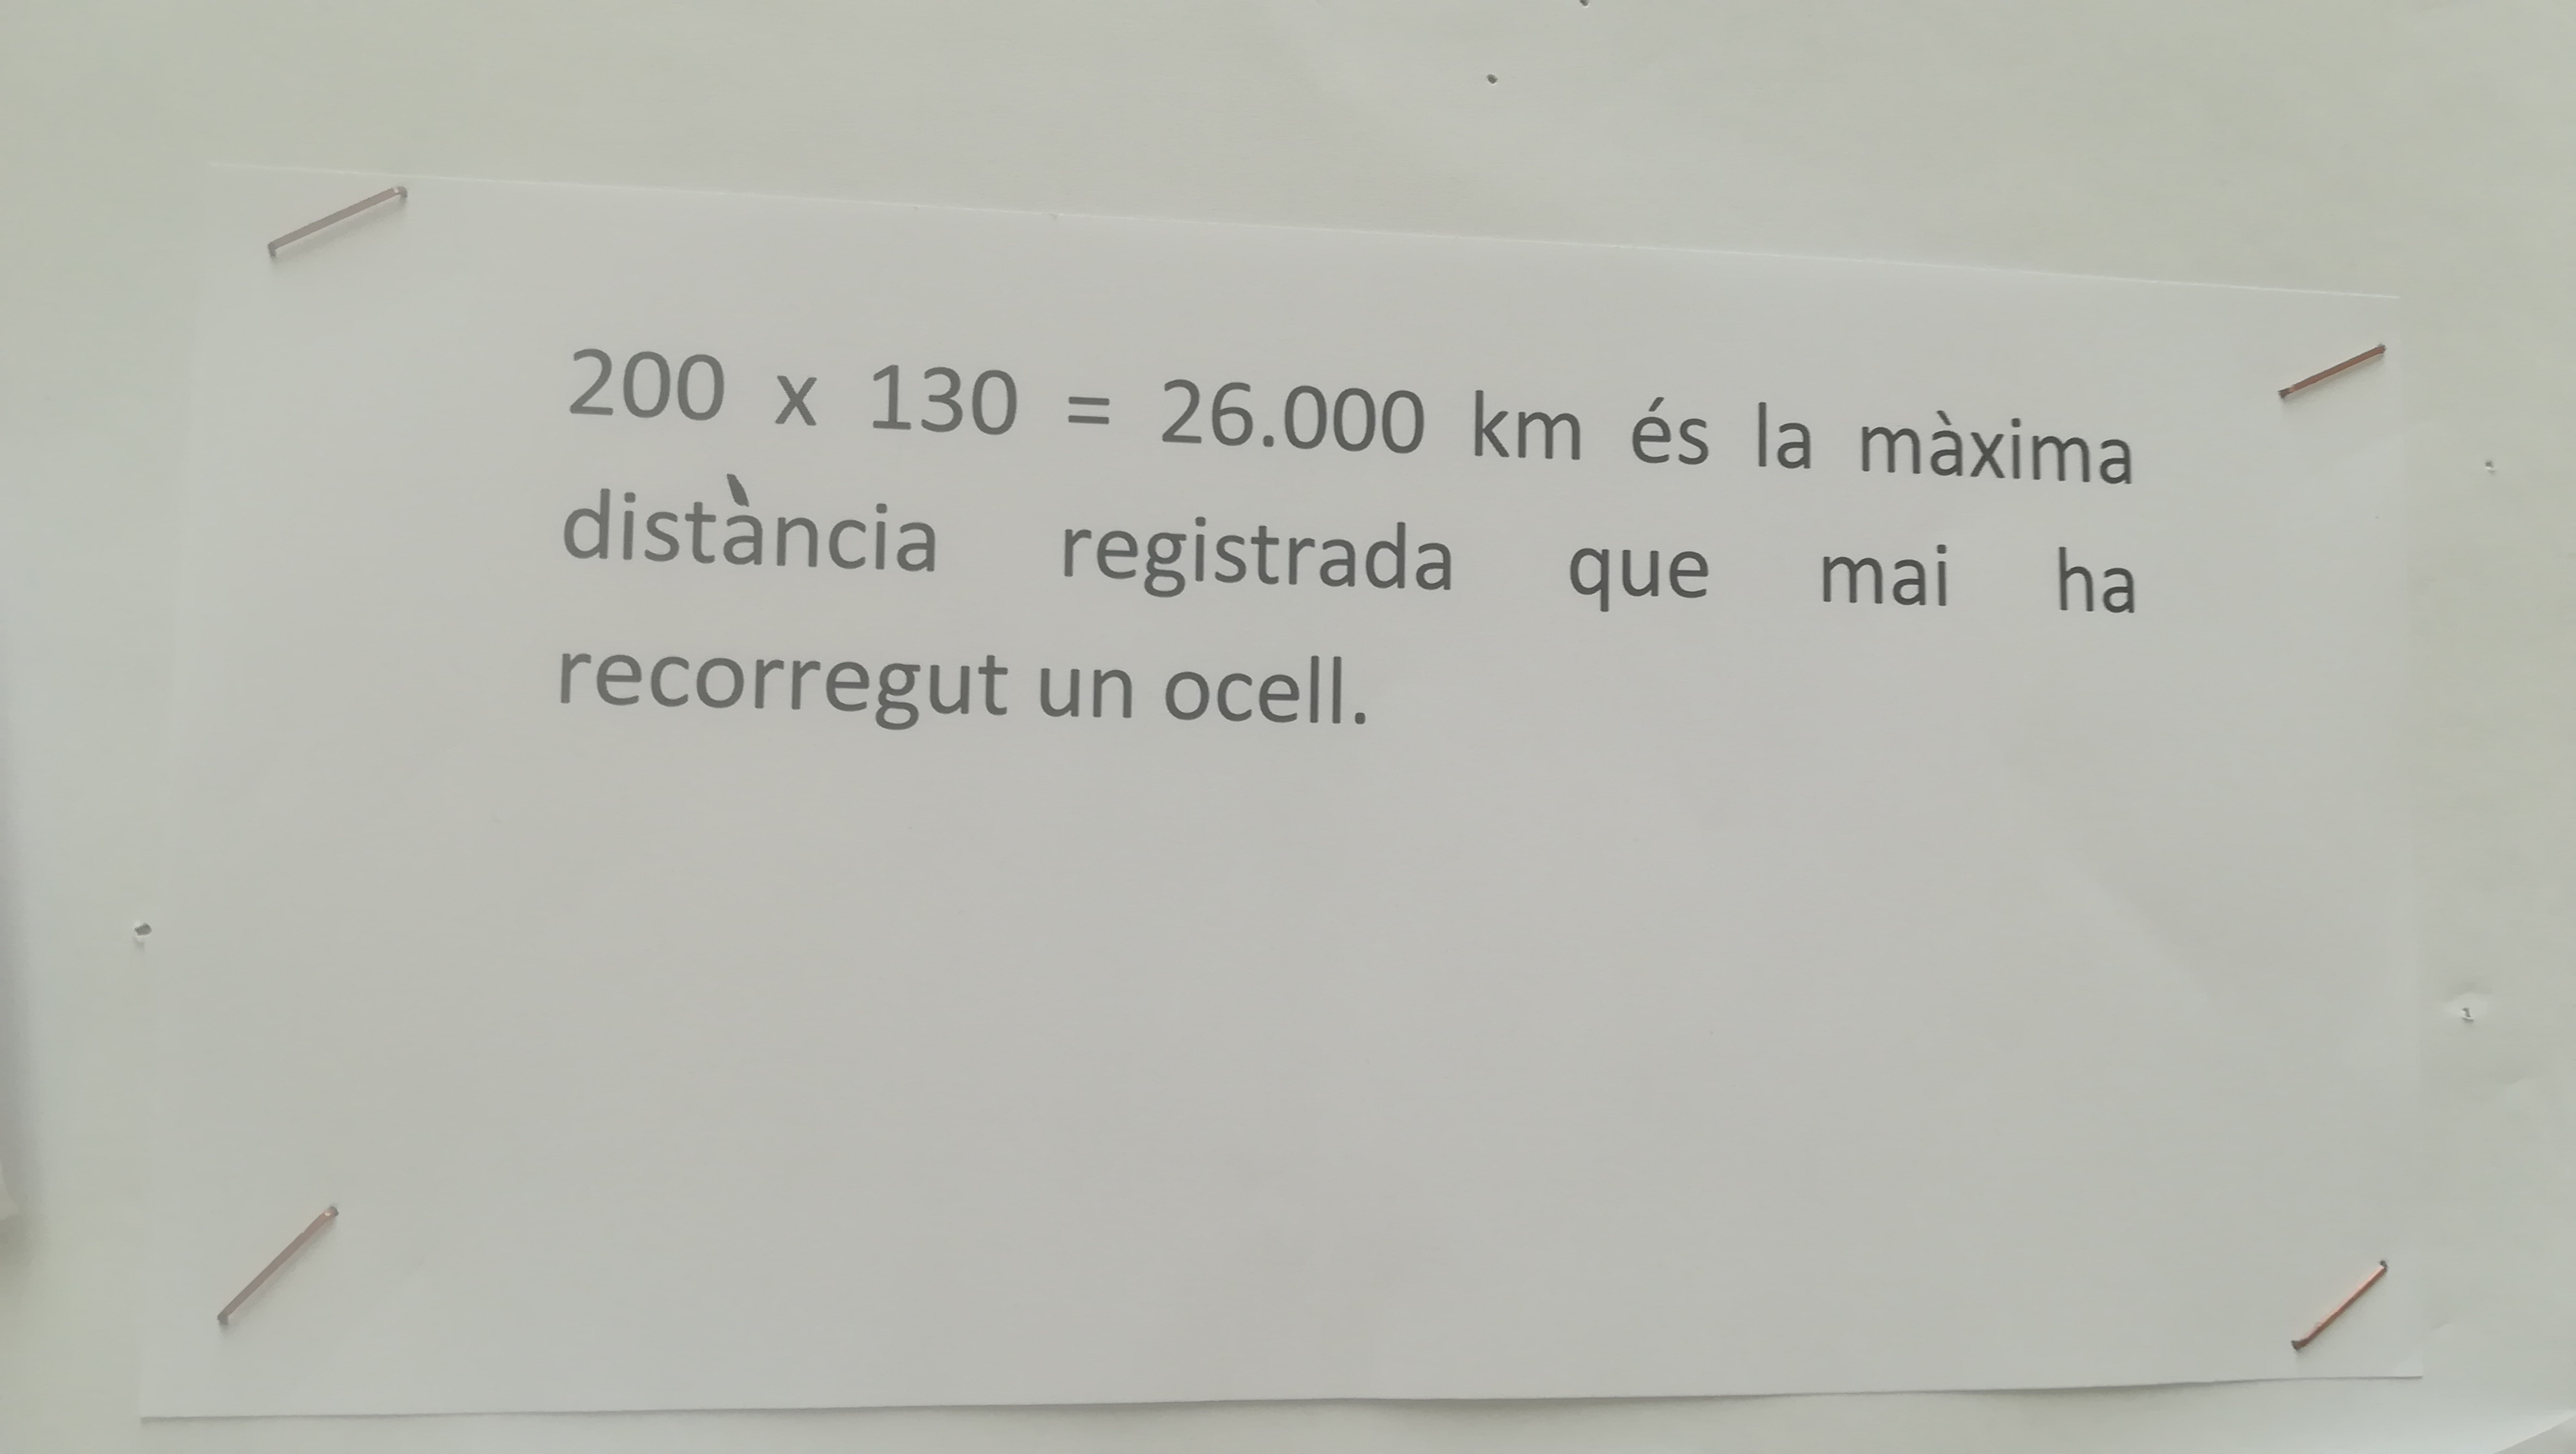 200 x 130 = 26.000 km és la màxima
distància registrada que mai ha
recorregut un ocell.